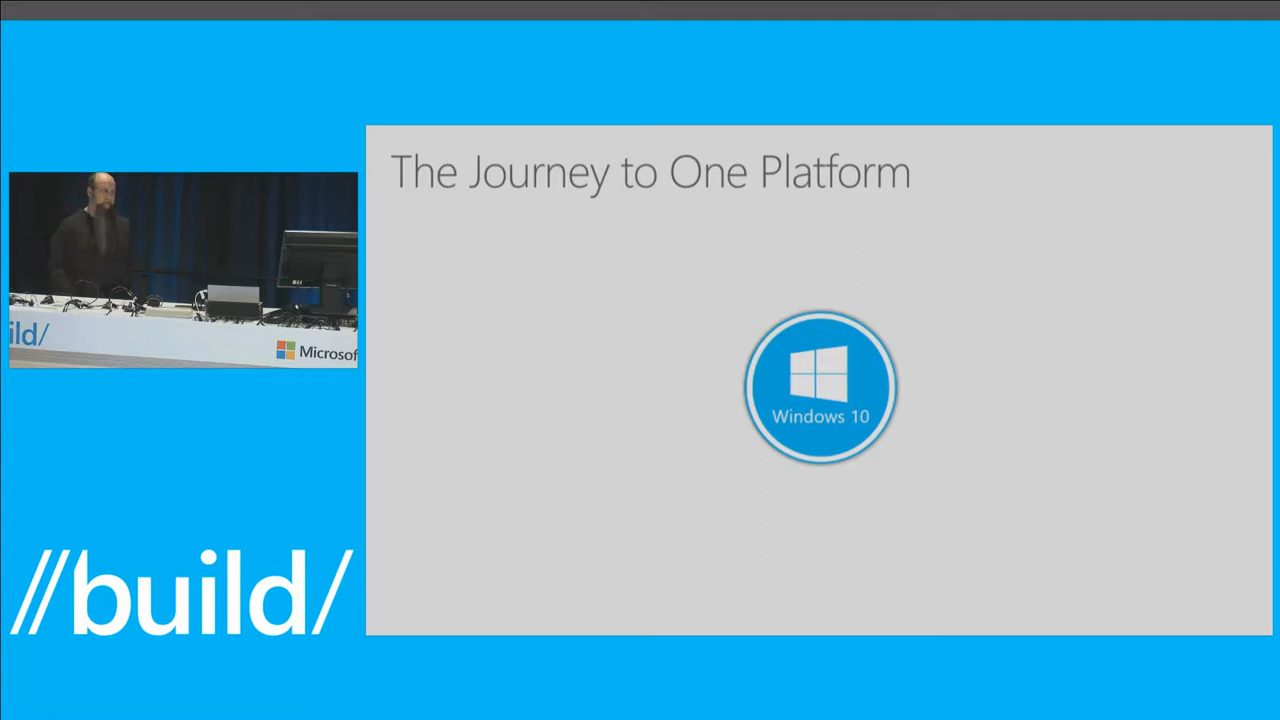 The Journey to One Platform
Windows 10
ild/
Microsof
//build/